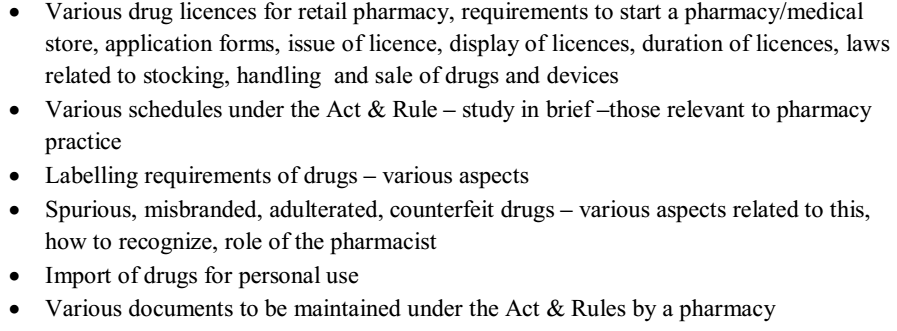 • Various drug licences for retail pharmacy, requirements to start a pharmacy/medical
store, application forms, issue of licence, display of licences, duration of licences, laws
related to stocking, handling  and sale of drugs and devices
• Various schedules under the Act & Rule – study in brief –those relevant to pharmacy
practice
• Labelling requirements of drugs – various aspects
• Spurious, misbranded, adulterated, counterfeit drugs – various aspects related to this,
how to recognize, role of the pharmacist
• Import of drugs for personal use
• Various documents to be maintained under the Act & Rules by a pharmacy